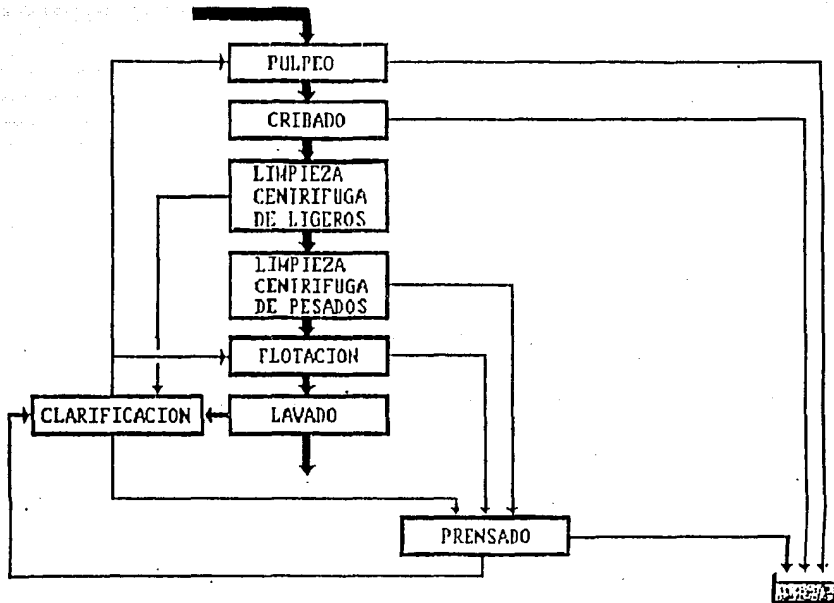 PULPEO
CRIBADO
LIMPIEZA
CENTRIFUGA
DE LIGEROS
LIMPIEZA
CENTRIFUGA
DE PESADOS
FLOTACION
CLARIFICACION
LAVADO
PRENSADO